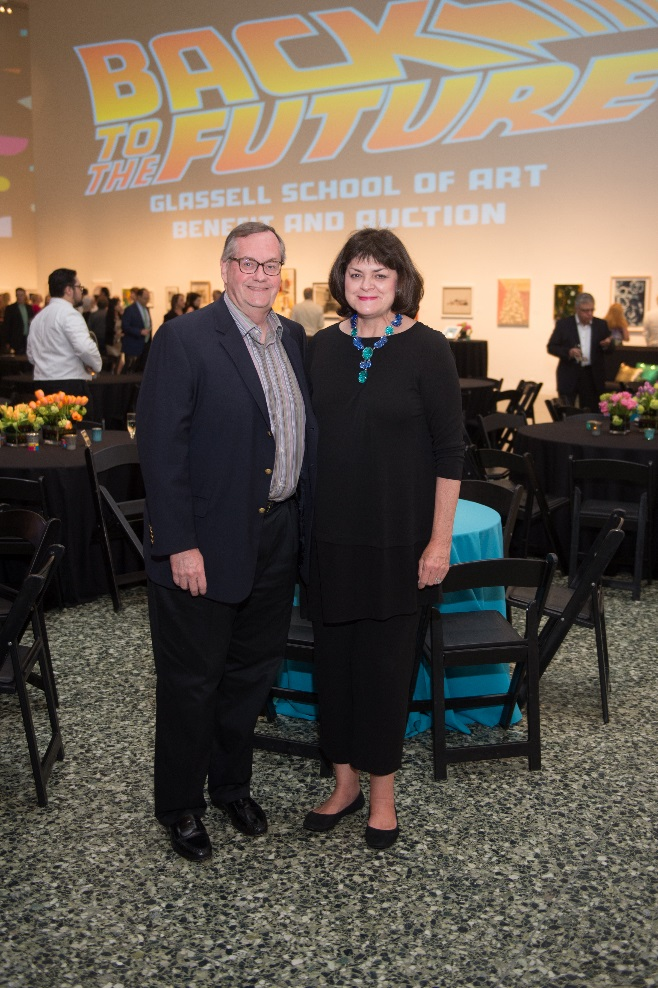 BACK
TO THE FUTURE
GLASSELL SCHOOL OF ART
BENEFIT AND AUCTION